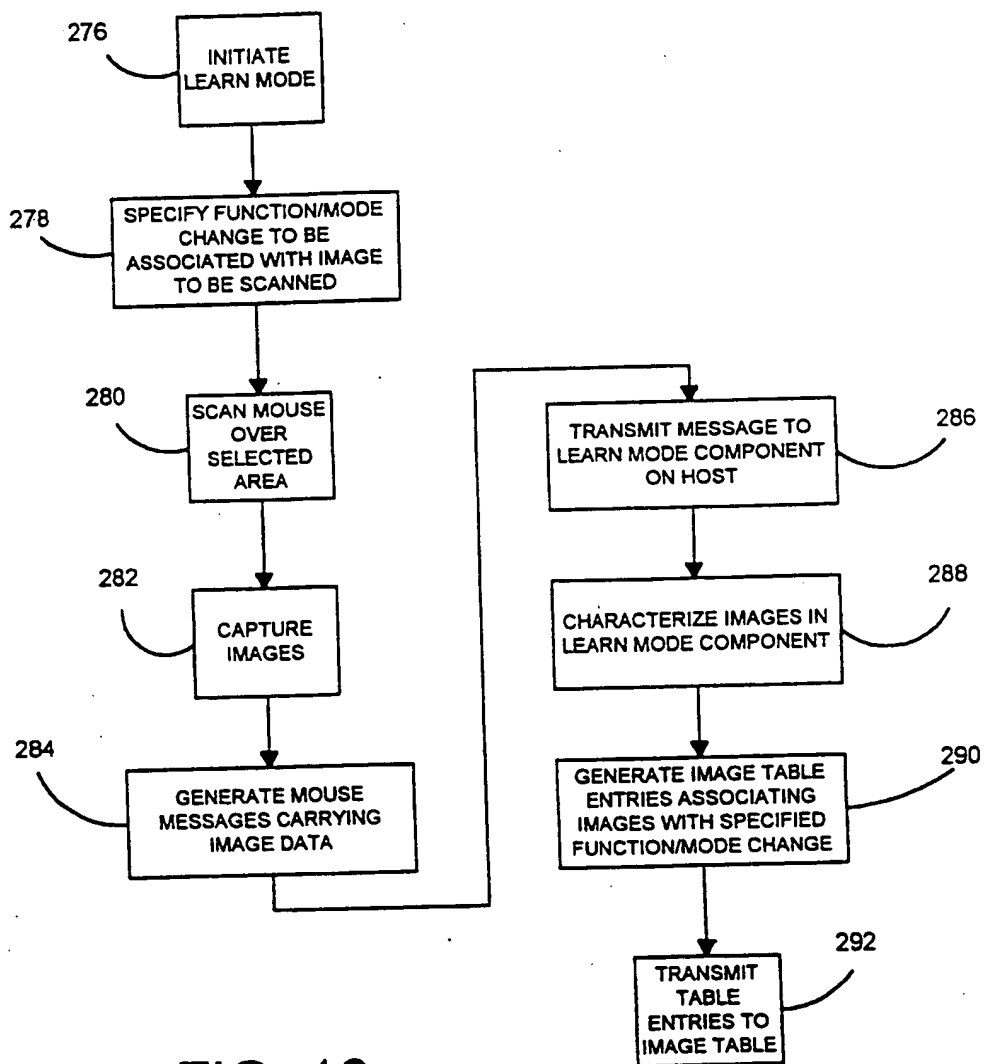 276
INITIATE
LEARN MODE
278
SPECIFY FUNCTION/MODE
CHANGE TO BE
ASSOCIATED WITH IMAGE
TO BE SCANNED
280
SCAN MOUSE
OVER
SELECTED
AREA
282
CAPTURE
IMAGES
284
GENERATE MOUSE
MESSAGES CARRYING
IMAGE DATA
TRANSMIT MESSAGE TO
LEARN MODE COMPONENT
ON HOST
286
CHARACTERIZE IMAGES IN
LEARN MODE COMPONENT
288
GENERATE IMAGE TABLE
ENTRIES ASSOCIATING
IMAGES WITH SPECIFIED
FUNCTION/MODE CHANGE
290
TRANSMIT
TABLE
ENTRIES TO
IMAGE TABLE
292